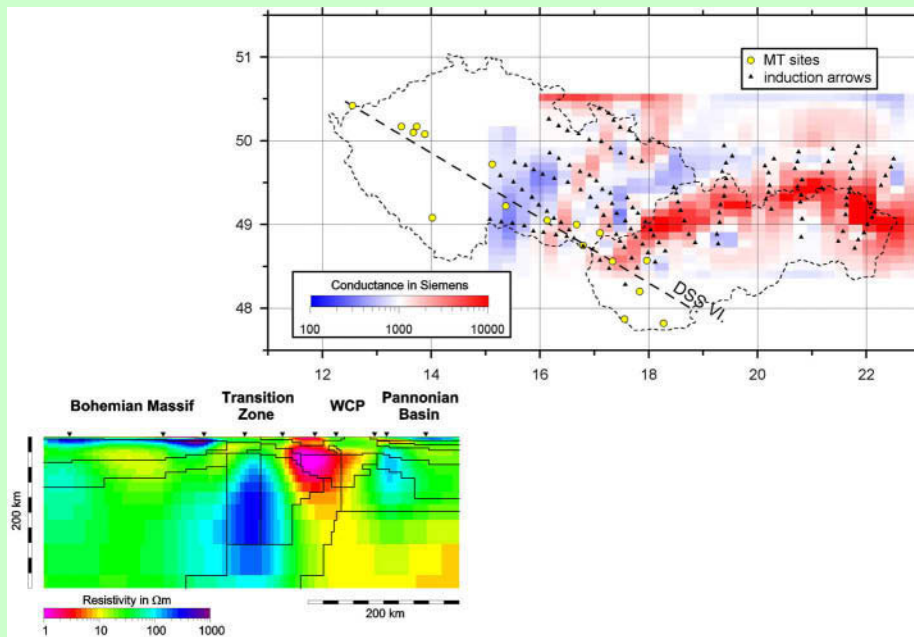 51
50
49
48
MT sites
induction arrows
Conductance in Siemens
100 1000 10000
DSS VI.
12 14 16 18 20 22
Bohemian Massif
Transition
Zone
WCP
Pannonian
Basin
200 km
Resistivity in Ωm
1 10 100 1000
200 km